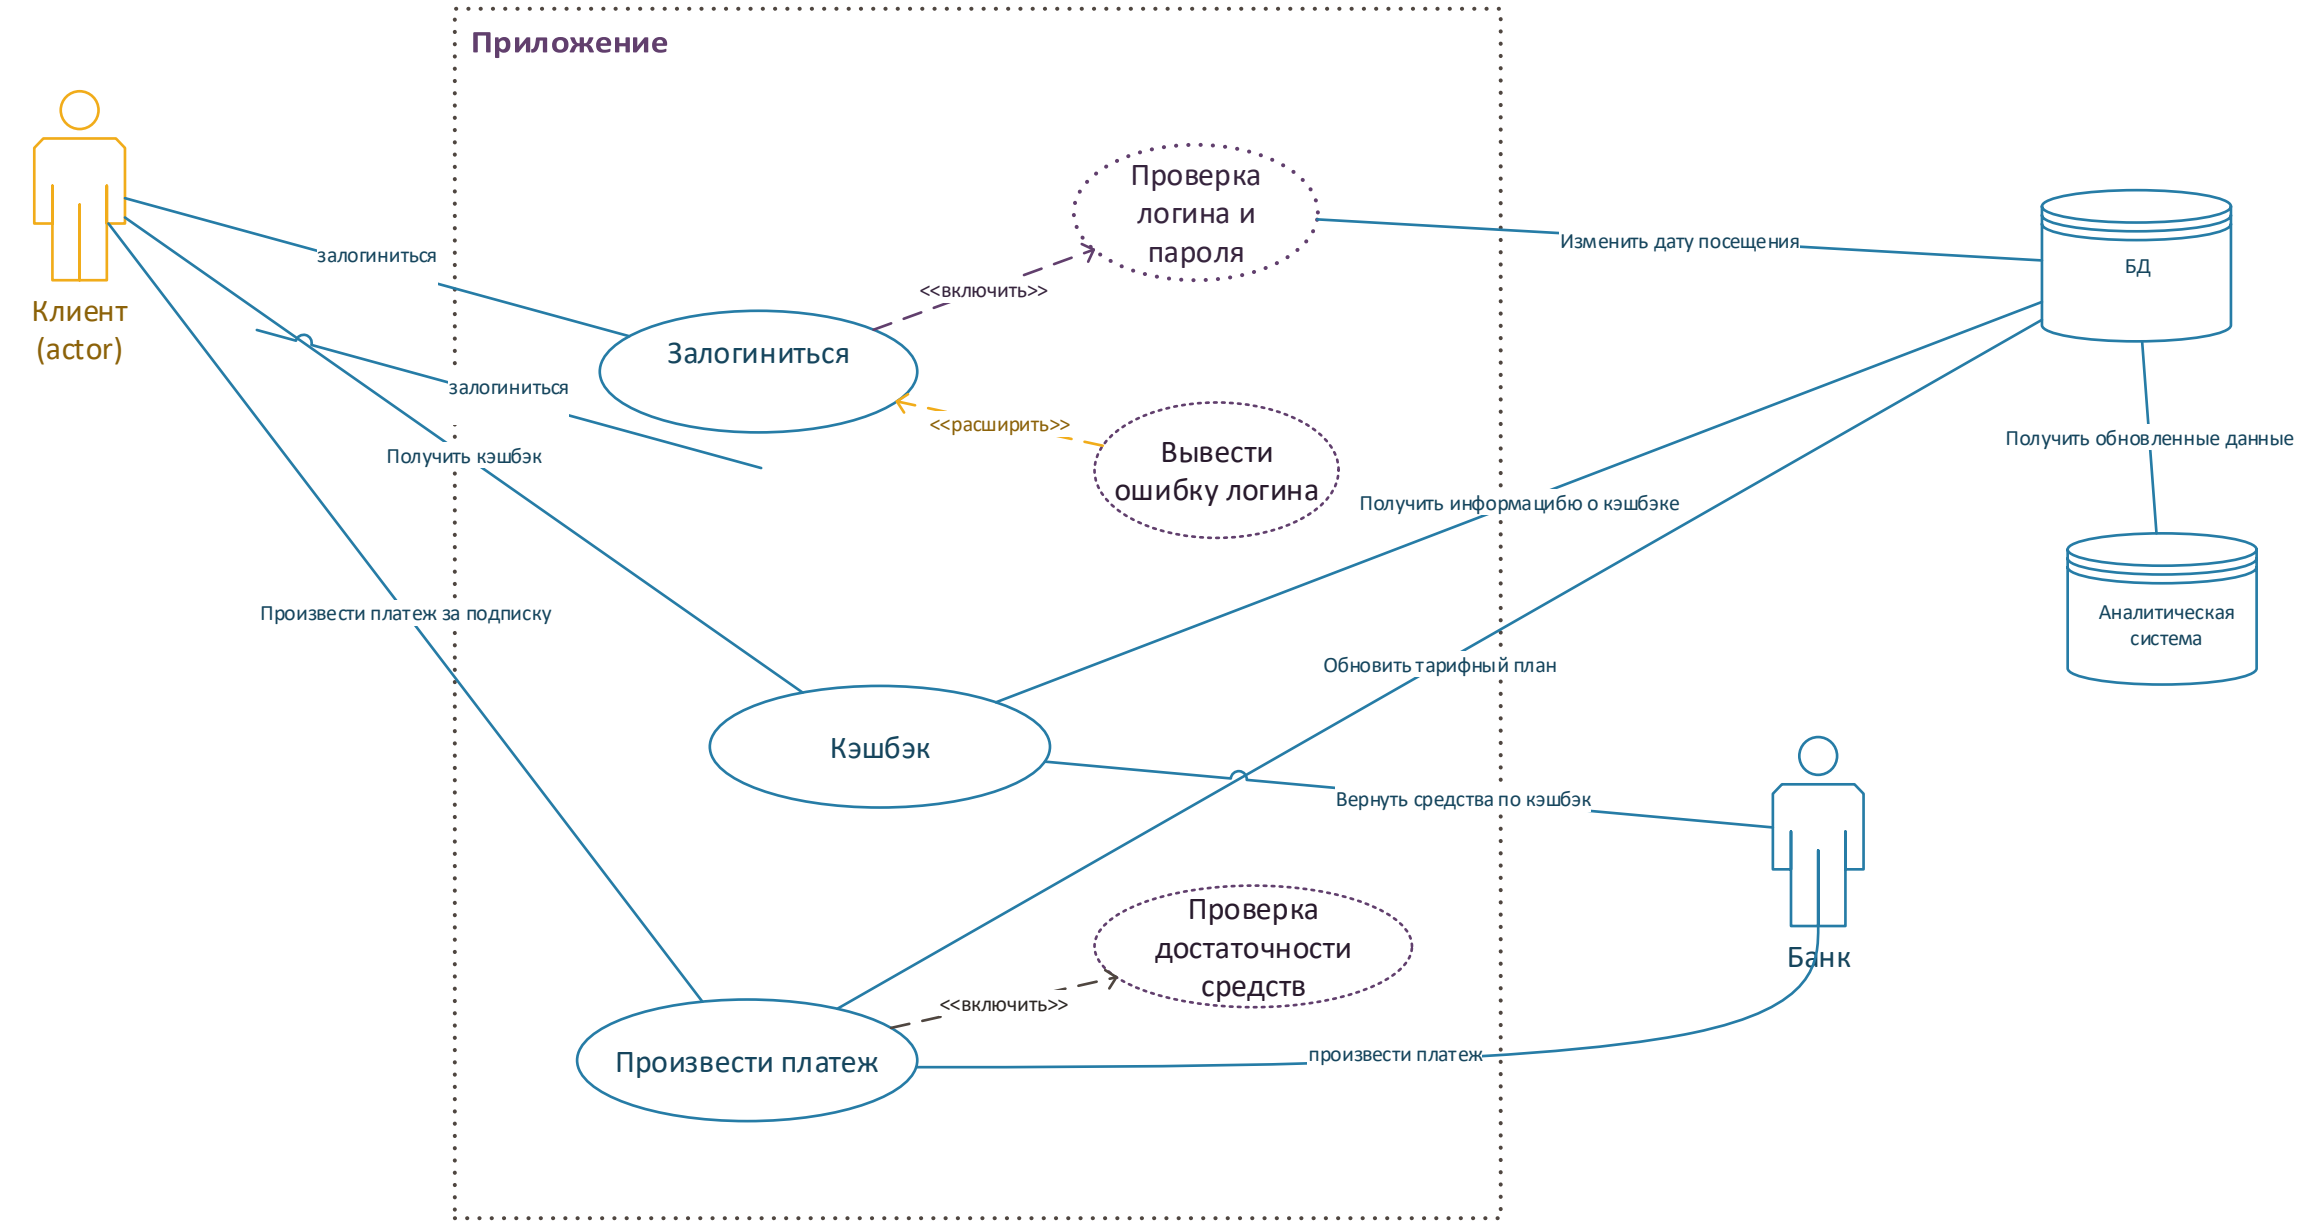 Приложение
Клиент
(actor)
залогиниться
залогиниться
Получить кэшбэк
Произвести платеж за подписку
Проверка
логина и
пароля
<<включить>>
Залогиниться
<<расширить>>
Вывести
ошибку логина
Изменить дату посещения
БД
Получить обновленные данные
Аналитическая
система
Получить информацибю о кэшбэке
Обновить тарифный план
Кэшбэк
Вернуть средства по кэшбэк
Банк
Проверка
достаточности
средств
<<включить>>
Произвести платеж
произвести платеж